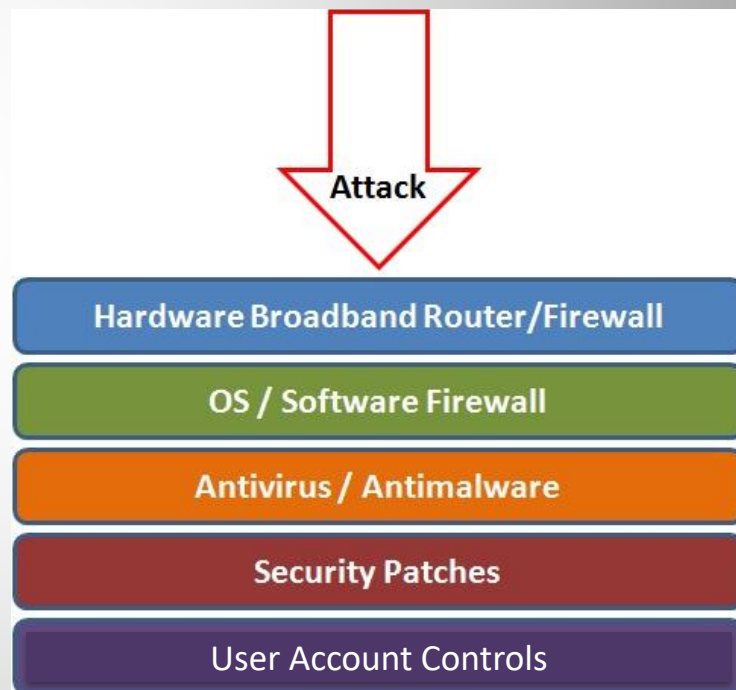 Attack
Hardware Broadband Router/Firewall
OS / Software Firewall
Antivirus / Antimalware
Security Patches
User Account Controls